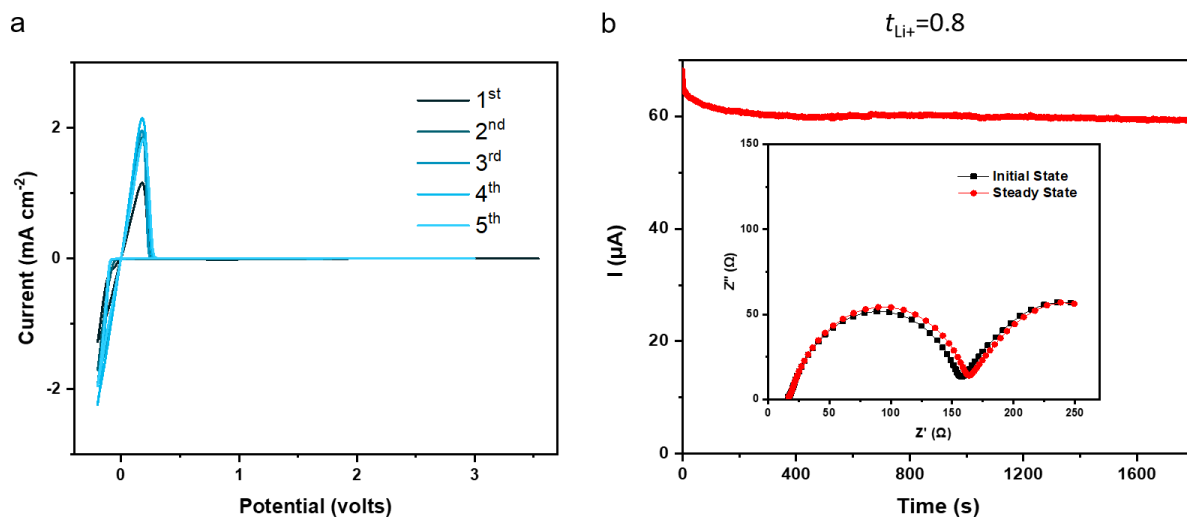 a
Current (mA cm⁻²)
2
0
-2
1st
2nd
3rd
4th
5th
0
1
2
3
Potential (volts)
b
tLi+=0.8
I (µA)
60
40
20
0
0
400
800
1200
1600
Time (s)
Z'' (Ω)
150
100
50
0
Initial State
Steady State
0
50
100
150
200
250
Z' (Ω)